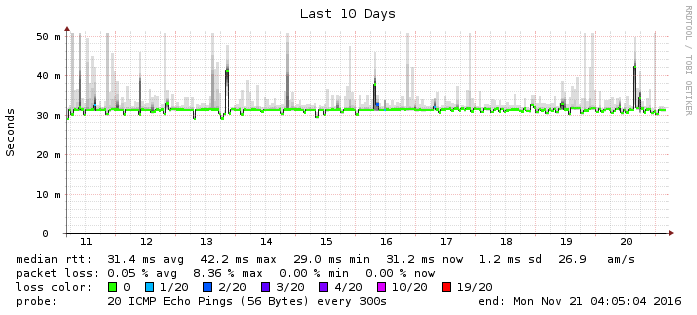 Last 10 Days
RRDTOOL / TOBI OETIKER
Seconds
50 m
40 m
30 m
20 m
10 m
0
11 12 13 14 15 16 17 18 19 20
median rtt: 31.4 ms avg 42.2 ms max 29.0 ms min 31.2 ms now 1.2 ms sd 26.9 am/s
packet loss: 0.05 % avg 8.36 % max 0.00 % min 0.00 % now
loss color: 0 1/20 2/20 3/20 4/20 10/20 19/20
probe: 20 ICMP Echo Pings (56 Bytes) every 300s end: Mon Nov 21 04:05:04 2016